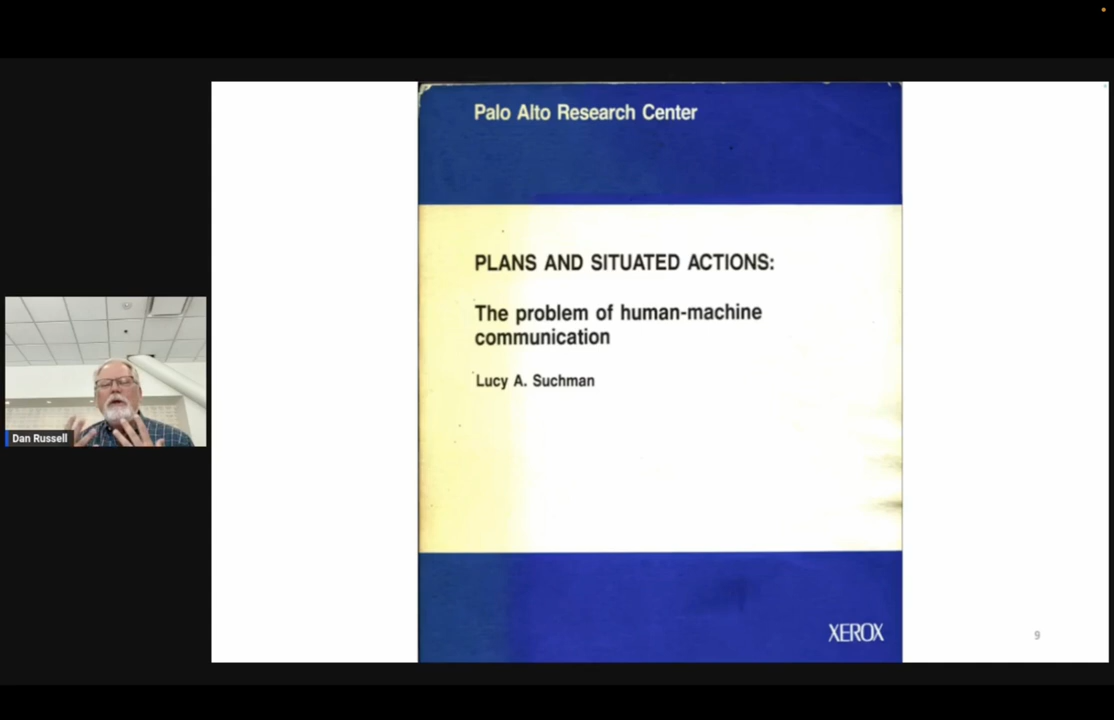 Palo Alto Research Center
PLANS AND SITUATED ACTIONS:
The problem of human-machine
communication
Lucy A. Suchman
Dan Russell
XEROX
9